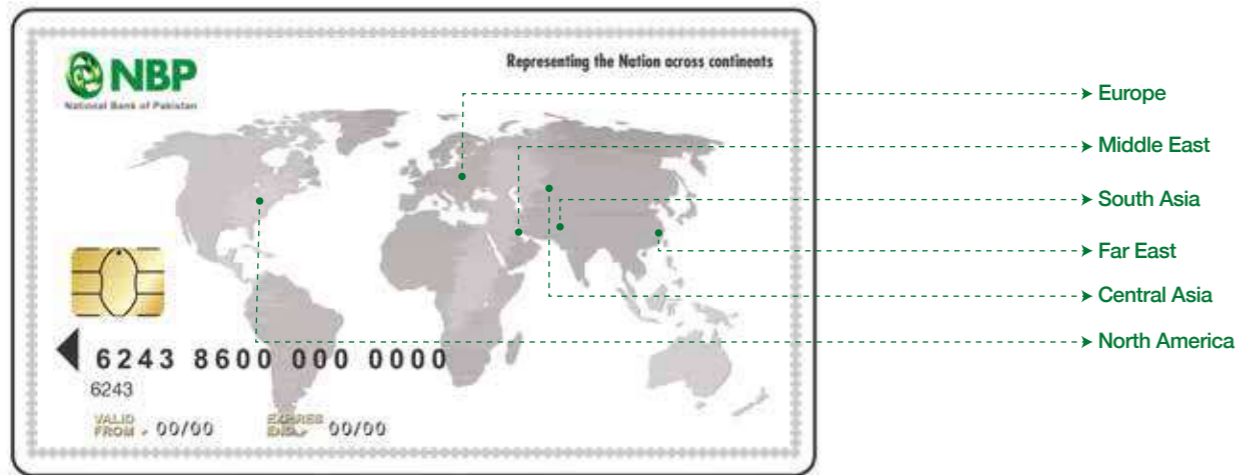 NBP
National Bank of Pakistan
Representing the Nation across continents
Europe
Middle East
South Asia
Far East
Central Asia
North America
6243 8600 000 0000
6243
VALID FROM 00/00 EXPIRES END 00/00